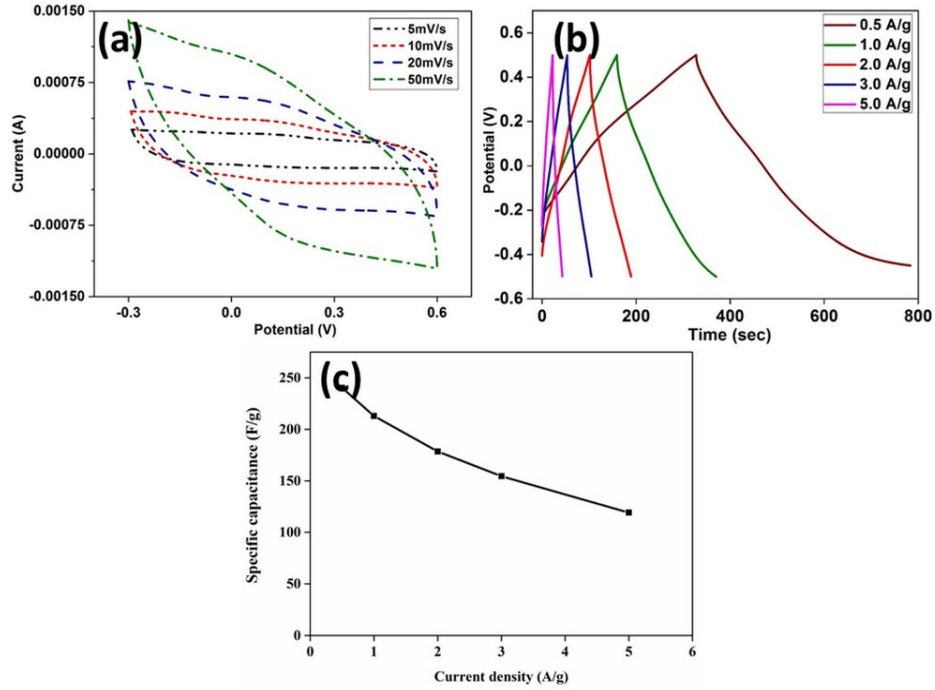 (a)
5mV/s
10mV/s
20mV/s
50mV/s
0.00150
0.00075
0.00000
-0.00075
-0.00150
Current (A)
-0.3 0.0 0.3 0.6
Potential (V)
(b)
0.5 A/g
1.0 A/g
2.0 A/g
3.0 A/g
5.0 A/g
0.4
0.2
0.0
-0.2
-0.4
-0.6
Potential (V)
0 200 400 600 800
Time (sec)
(c)
250
200
150
100
50
0
Specific capacitance (F/g)
0 1 2 3 4 5 6
Current density (A/g)